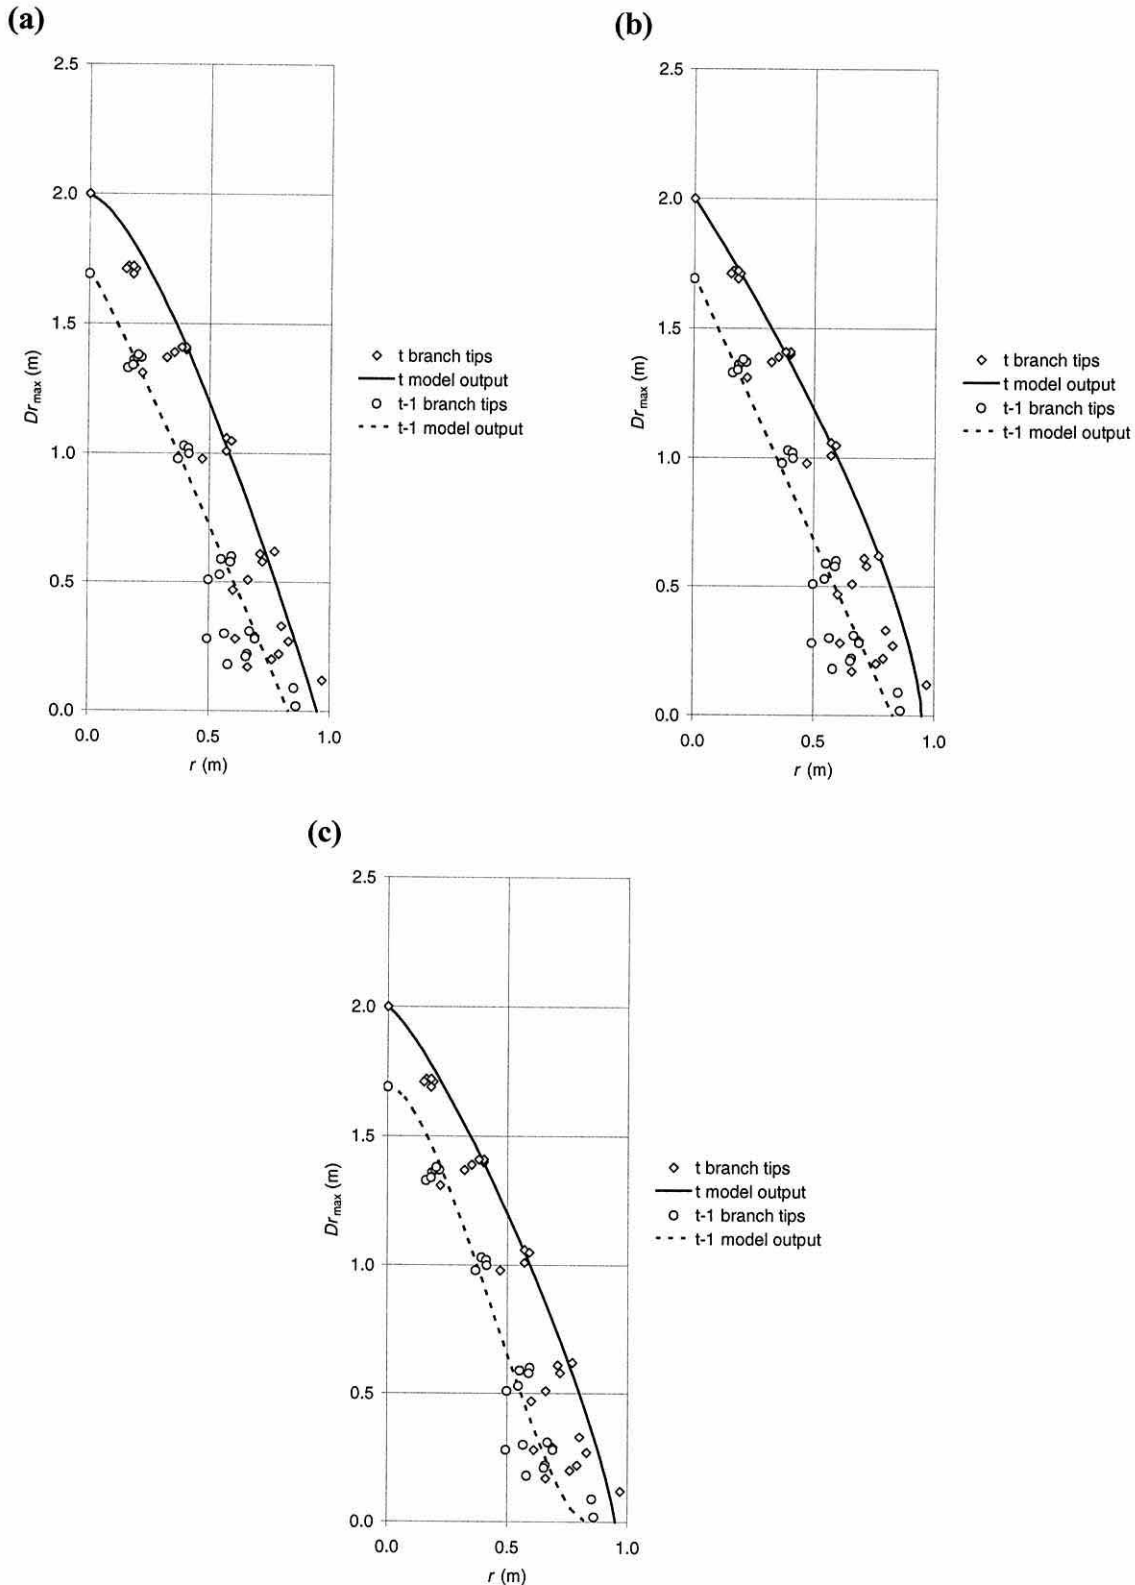 (a)
2.5
2.0
1.5
1.0
0.5
0.0
Dr_max (m)
0.0 0.5 1.0
r (m)
t branch tips
t model output
t-1 branch tips
t-1 model output
(b)
2.5
2.0
1.5
1.0
0.5
0.0
Dr_max (m)
0.0 0.5 1.0
r (m)
t branch tips
t model output
t-1 branch tips
t-1 model output
(c)
2.5
2.0
1.5
1.0
0.5
0.0
Dr_max (m)
0.0 0.5 1.0
r (m)
t branch tips
t model output
t-1 branch tips
t-1 model output